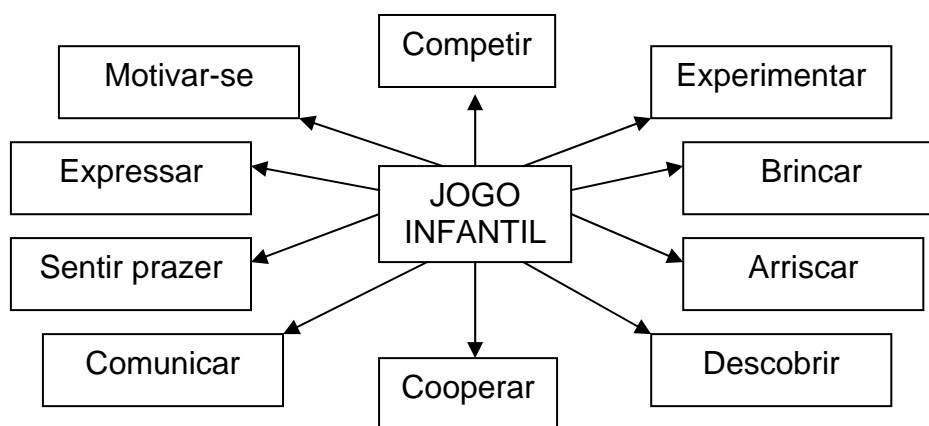 Competir
Motivar-se
Experimentar
Expressar
JOGO
INFANTIL
Brincar
Sentir prazer
Arriscar
Comunicar
Cooperar
Descobrir